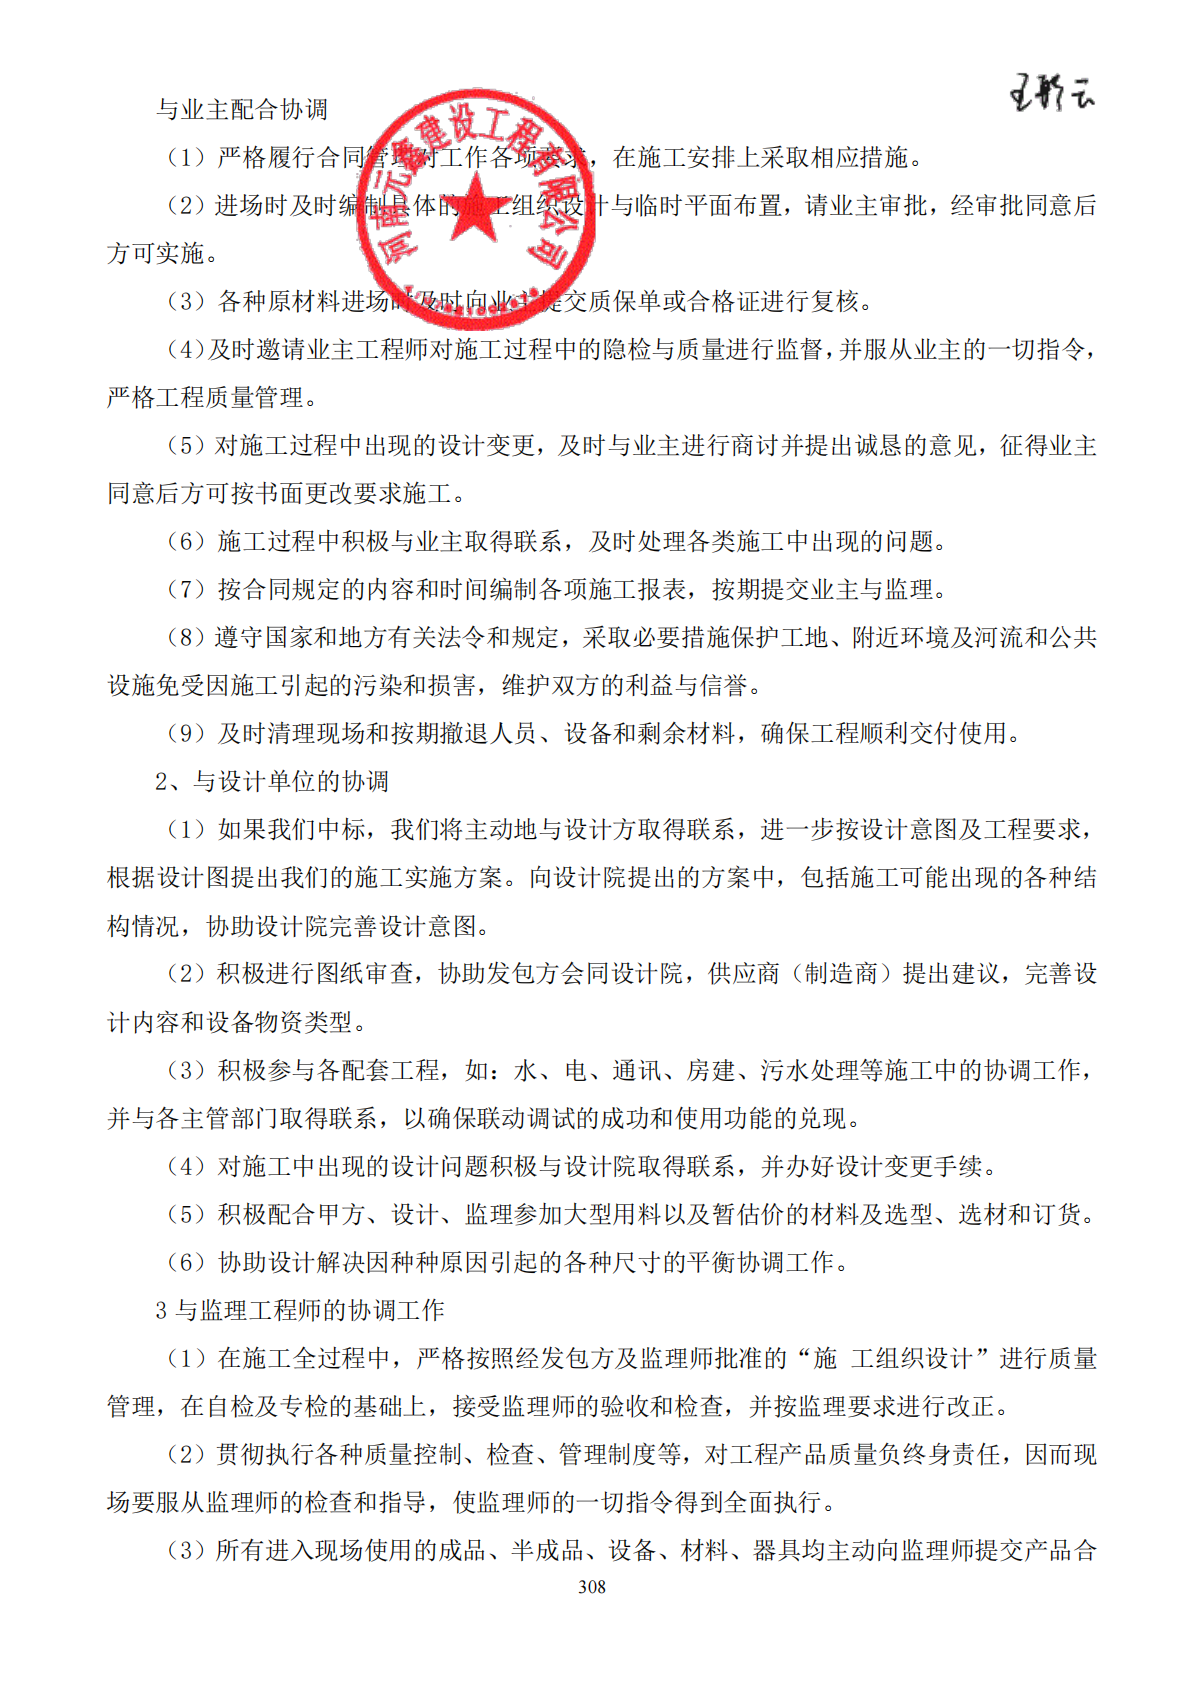 与业主配合协调
（1）严格履行合同管理对工作各项要求，在施工安排上采取相应措施。
（2）进场时及时编制具体的施工组织设计与临时平面布置，请业主审批，经审批同意后
方可实施。
（3）各种原材料进场时及时向业主提交质保单或合格证进行复核。
（4）及时邀请业主工程师对施工过程中的隐检与质量进行监督，并服从业主的一切指令，
严格工程质量管理。
（5）对施工过程中出现的设计变更，及时与业主进行商讨并提出诚恳的意见，征得业主
同意后方可按书面更改要求施工。
（6）施工过程中积极与业主取得联系，及时处理各类施工中出现的问题。
（7）按合同规定的内容和时间编制各项施工报表，按期提交业主与监理。
（8）遵守国家和地方有关法令和规定，采取必要措施保护工地、附近环境及河流和公共
设施免受因施工引起的污染和损害，维护双方的利益与信誉。
（9）及时清理现场和按期撤退人员、设备和剩余材料，确保工程顺利交付使用。
2、与设计单位的协调
（1）如果我们中标，我们将主动地与设计方取得联系，进一步按设计意图及工程要求，
根据设计图提出我们的施工实施方案。向设计院提出的方案中，包括施工可能出现的各种结
构情况，协助设计院完善设计意图。
（2）积极进行图纸审查，协助发包方会同设计院，供应商（制造商）提出建议，完善设
计内容和设备物资类型。
（3）积极参与各配套工程，如：水、电、通讯、房建、污水处理等施工中的协调工作，
并与各主管部门取得联系，以确保联动调试的成功和使用功能的兑现。
（4）对施工中出现的设计问题积极与设计院取得联系，并办好设计变更手续。
（5）积极配合甲方、设计、监理参加大型用料以及暂估价的材料及选型、选材和订货。
（6）协助设计解决因种种原因引起的各种尺寸的平衡协调工作。
3 与监理工程师的协调工作
（1）在施工全过程中，严格按照经发包方及监理师批准的“施 工组织设计”进行质量
管理，在自检及专检的基础上，接受监理师的验收和检查，并按监理要求进行改正。
（2）贯彻执行各种质量控制、检查、管理制度等，对工程产品质量负终身责任，因而现
场要服从监理师的检查和指导，使监理师的一切指令得到全面执行。
（3）所有进入现场使用的成品、半成品、设备、材料、器具均主动向监理师提交产品合
308
河南元鑫建设工程有限公司